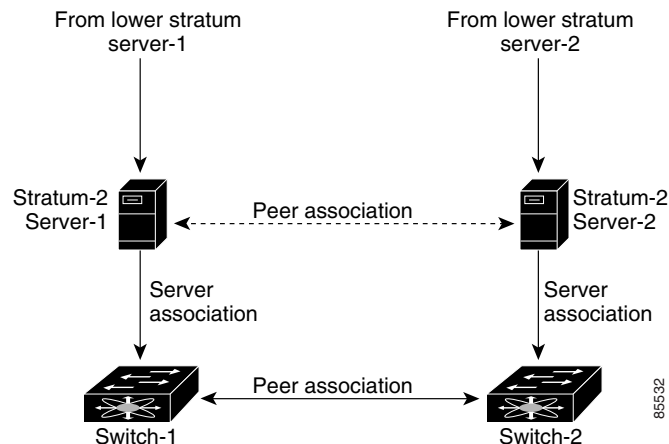 From lower stratum
server-1
From lower stratum
server-2
Stratum-2
Server-1
Peer association
Stratum-2
Server-2
Server
association
Server
association
Peer association
Switch-1
Switch-2
85532